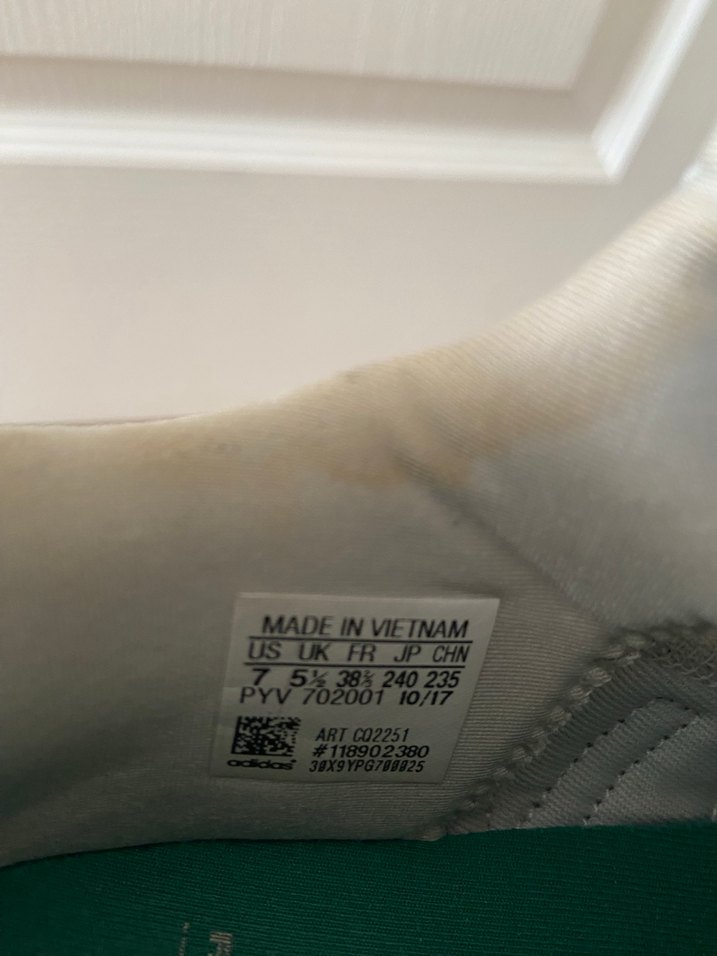 MADE IN VIETNAM
US UK FR JP CHN
7 5½ 38⅔ 240 235
PYV 702001 10/17
ART CQ2251
#118902380
adidas® 30X9YPG700025